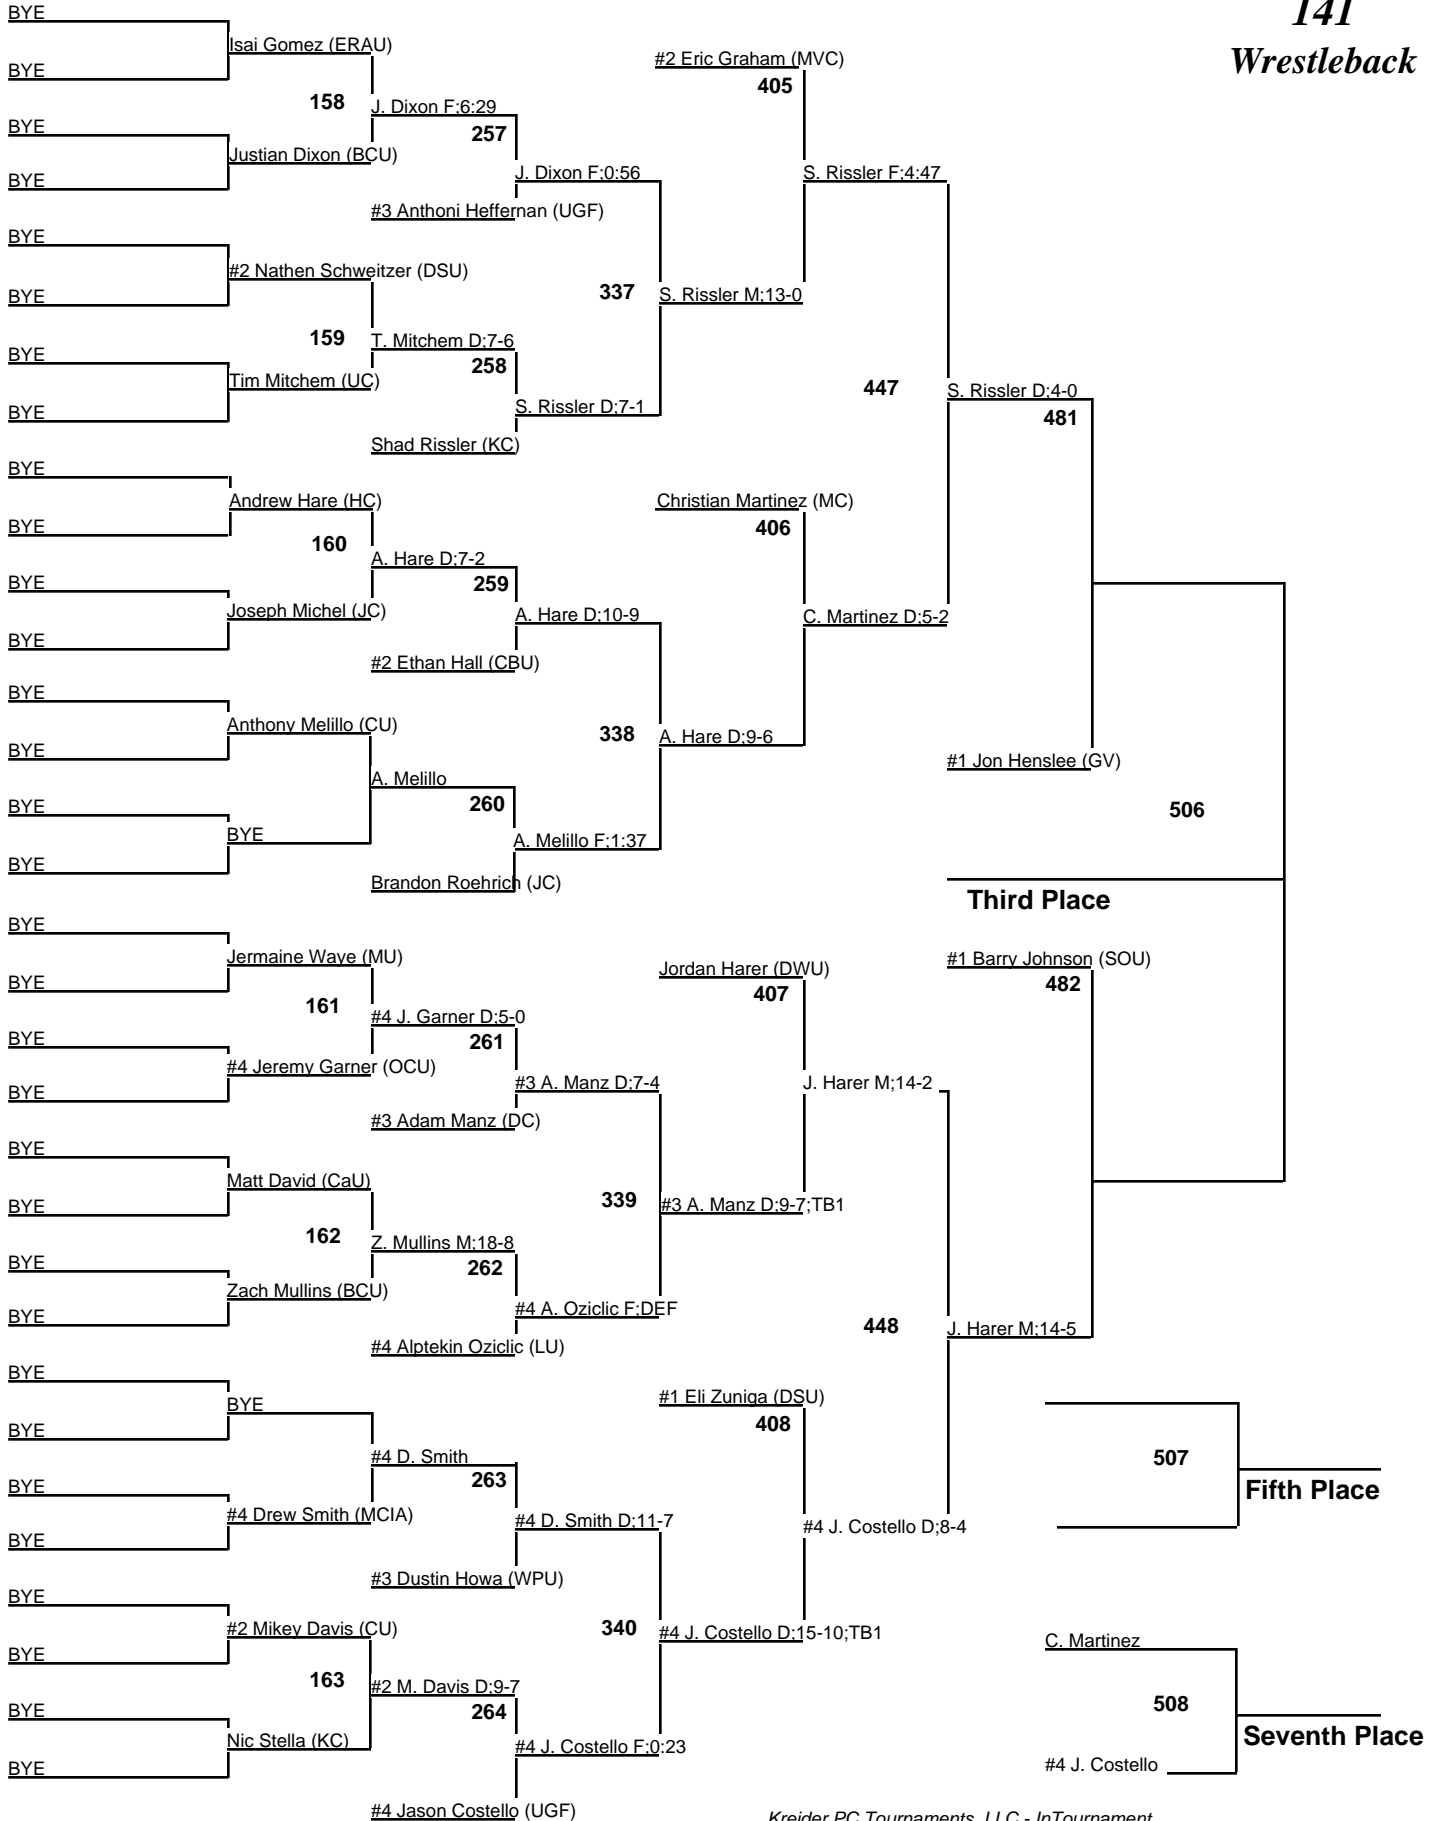 141
Wrestleback
BYE
Isai Gomez (ERAU)
#2 Eric Graham (MVC)
BYE
405
158
J. Dixon F;6:29
BYE
257
Justian Dixon (BCU)
J. Dixon F;0:56
S. Rissler F;4:47
BYE
#3 Anthoni Heffernan (UGF)
BYE
#2 Nathen Schweitzer (DSU)
337
S. Rissler M;13-0
BYE
159
T. Mitchem D;7-6
BYE
258
Tim Mitchem (UC)
447
S. Rissler D;4-0
S. Rissler D;7-1
BYE
481
Shad Rissler (KC)
BYE
Andrew Hare (HC)
Christian Martinez (MC)
BYE
406
160
A. Hare D;7-2
BYE
259
Joseph Michel (JC)
A. Hare D;10-9
C. Martinez D;5-2
BYE
#2 Ethan Hall (CBU)
BYE
Anthony Melillo (CU)
338
A. Hare D;9-6
BYE
#1 Jon Henslee (GV)
A. Melillo
BYE
260
506
BYE
A. Melillo F;1:37
BYE
Brandon Roehrich (JC)
Third Place
BYE
Jermaine Waye (MU)
Jordan Harer (DWU)
#1 Barry Johnson (SOU)
BYE
407
482
161
#4 J. Garner D;5-0
BYE
261
#4 Jeremy Garner (OCU)
#3 A. Manz D;7-4
J. Harer M;14-2
BYE
#3 Adam Manz (DC)
BYE
Matt David (CaU)
339
#3 A. Manz D;9-7;TB1
BYE
162
Z. Mullins M;18-8
BYE
262
Zach Mullins (BCU)
#4 A. Oziclic F;DEF
BYE
448
J. Harer M;14-5
#4 Alptekin Oziclic (LU)
BYE
BYE
#1 Eli Zuniga (DSU)
BYE
408
#4 D. Smith
507
BYE
263
Fifth Place
#4 Drew Smith (MCIA)
#4 D. Smith D;11-7
#4 J. Costello D;8-4
BYE
#3 Dustin Howa (WPU)
BYE
#2 Mikey Davis (CU)
340
#4 J. Costello D;15-10;TB1
C. Martinez
BYE
163
#2 M. Davis D;9-7
BYE
264
508
Nic Stella (KC)
#4 J. Costello F;0:23
Seventh Place
BYE
#4 J. Costello
#4 Jason Costello (UGF)
Kreider PC Tournaments, LLC - InTournament